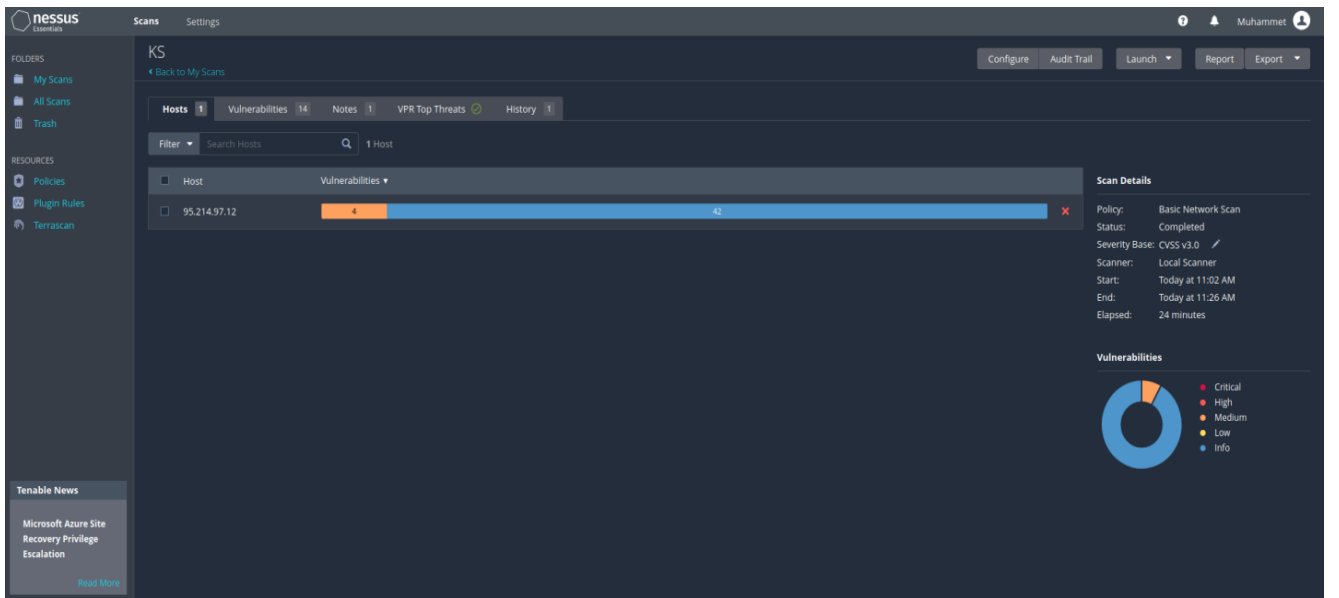 nessus Essentials Scans Settings Muhammet
FOLDERS
My Scans
All Scans
Trash
RESOURCES
Policies
Plugin Rules
Terrascan
Tenable News
Microsoft Azure Site
Recovery Privilege
Escalation
Read More
KS
Back to My Scans
Configure Audit Trail Launch Report Export
Hosts 1 Vulnerabilities 14 Notes 1 VPR Top Threats History 1
Filter Search Hosts 1 Host
Host Vulnerabilities
95.214.97.12 4 42
Scan Details
Policy: Basic Network Scan
Status: Completed
Severity Base: CVSS v3.0
Scanner: Local Scanner
Start: Today at 11:02 AM
End: Today at 11:26 AM
Elapsed: 24 minutes
Vulnerabilities
Critical
High
Medium
Low
Info